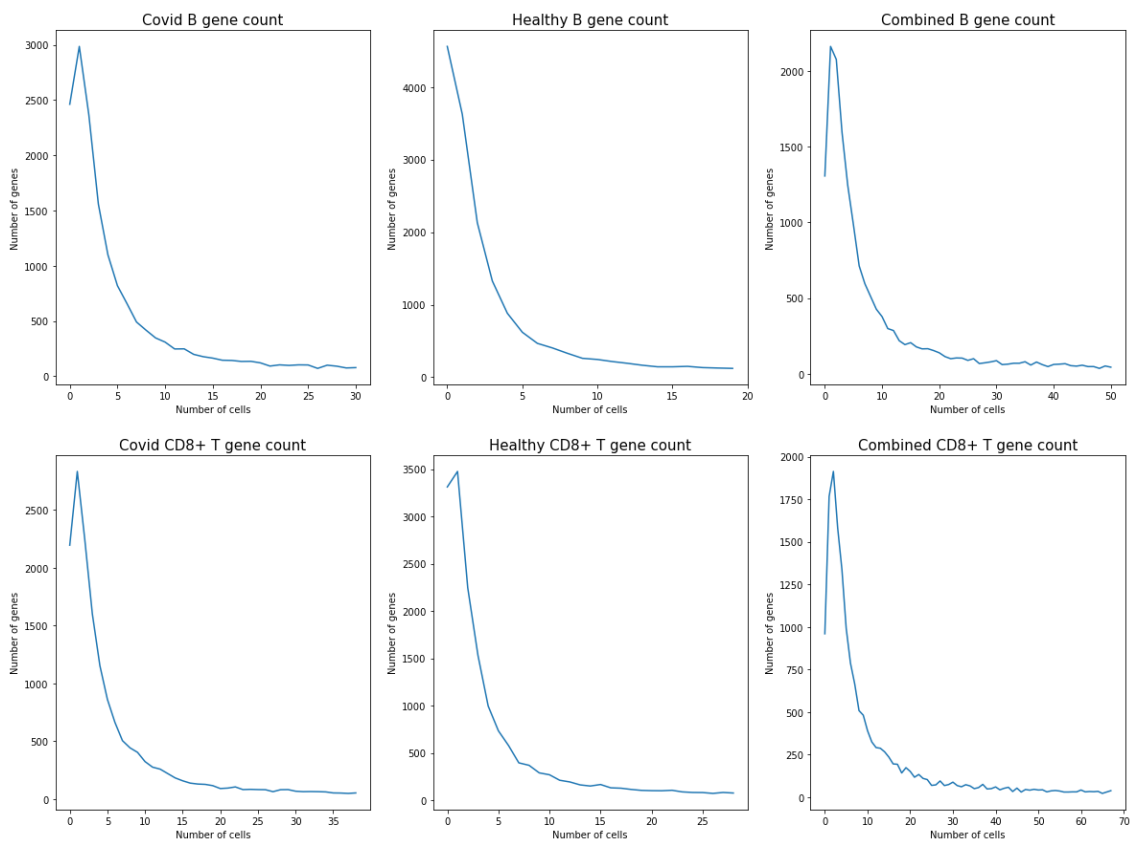 Covid B gene count
Number of genes
3000
2500
2000
1500
1000
500
0
0 5 10 15 20 25 30
Number of cells
Healthy B gene count
Number of genes
4000
3000
2000
1000
0
0 5 10 15 20
Number of cells
Combined B gene count
Number of genes
2000
1500
1000
500
0
0 10 20 30 40 50
Number of cells
Covid CD8+ T gene count
Number of genes
2500
2000
1500
1000
500
0
0 5 10 15 20 25 30 35
Number of cells
Healthy CD8+ T gene count
Number of genes
3500
3000
2500
2000
1500
1000
500
0
0 5 10 15 20 25
Number of cells
Combined CD8+ T gene count
Number of genes
2000
1750
1500
1250
1000
750
500
250
0
0 10 20 30 40 50 60 70
Number of cells